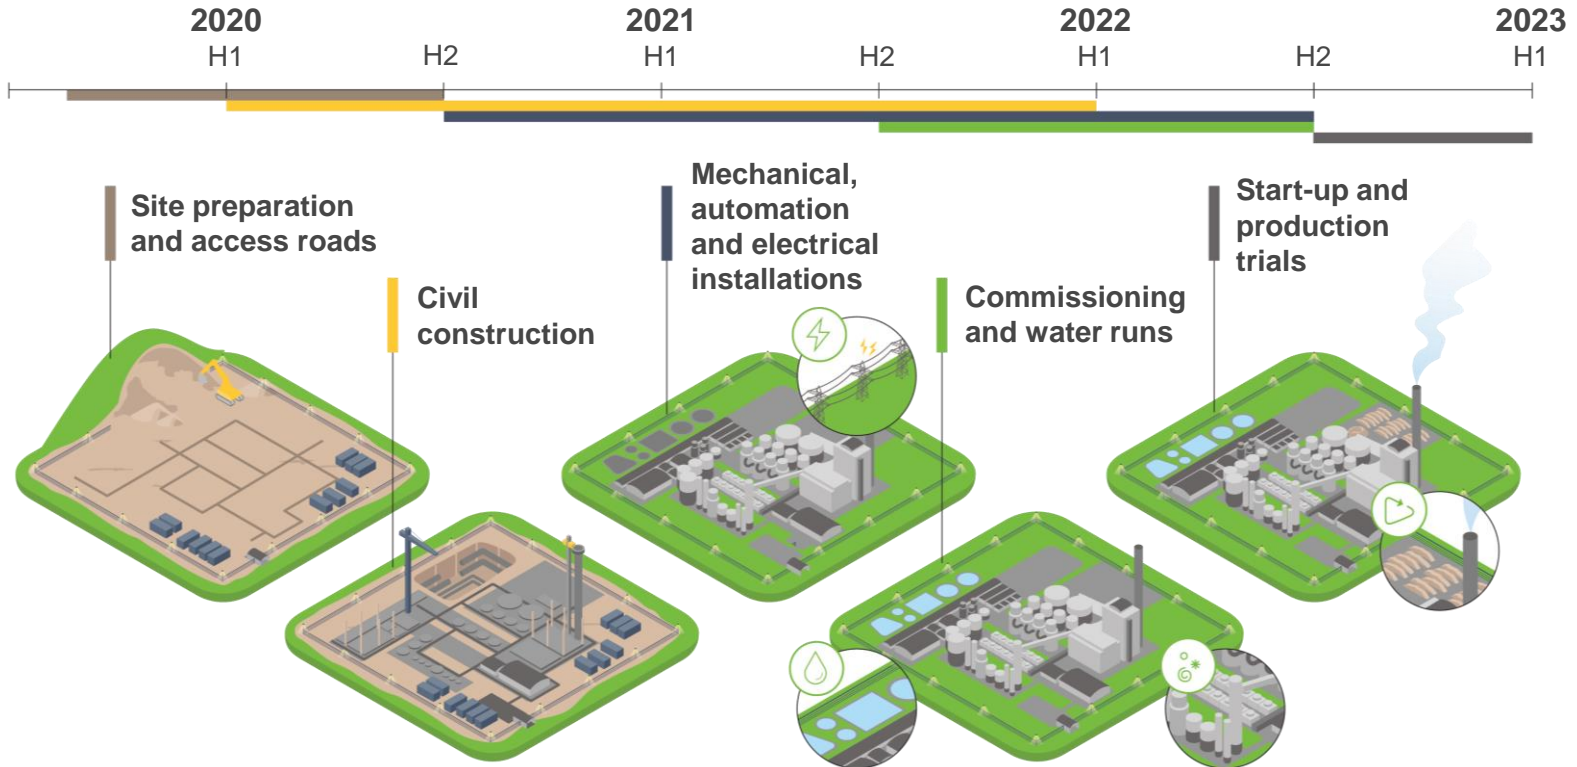 2020 2021 2022 2023
H1 H2 H1 H2 H1 H2 H1
Site preparation
and access roads
Civil
construction
Mechanical,
automation
and electrical
installations
Commissioning
and water runs
Start-up and
production
trials